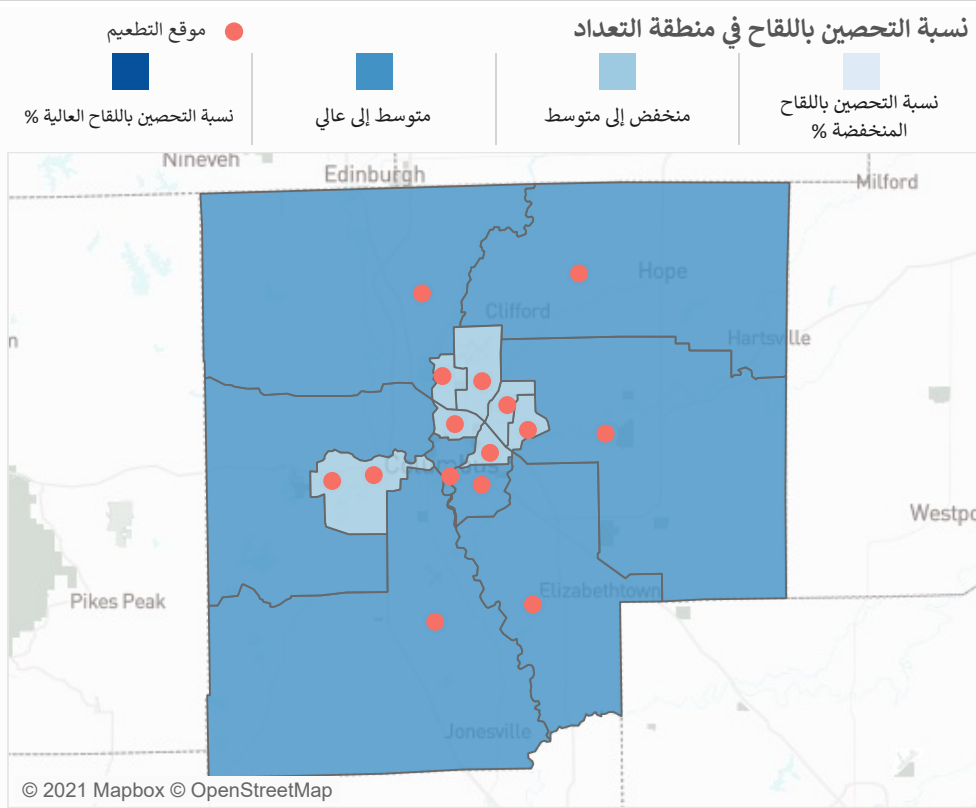 نسبة التحصين باللقاح في منطقة التعداد
موقع التطعيم
نسبة التحصين باللقاح
المنخفضة %
منخفض إلى متوسط
متوسط إلى عالي
نسبة التحصين باللقاح العالية %
Nineveh
Edinburgh
Milford
Hope
Clifford
Hartsville
n
Columbus
Westpo
Elizabethtown
Pikes Peak
Jonesville
© 2021 Mapbox © OpenStreetMap